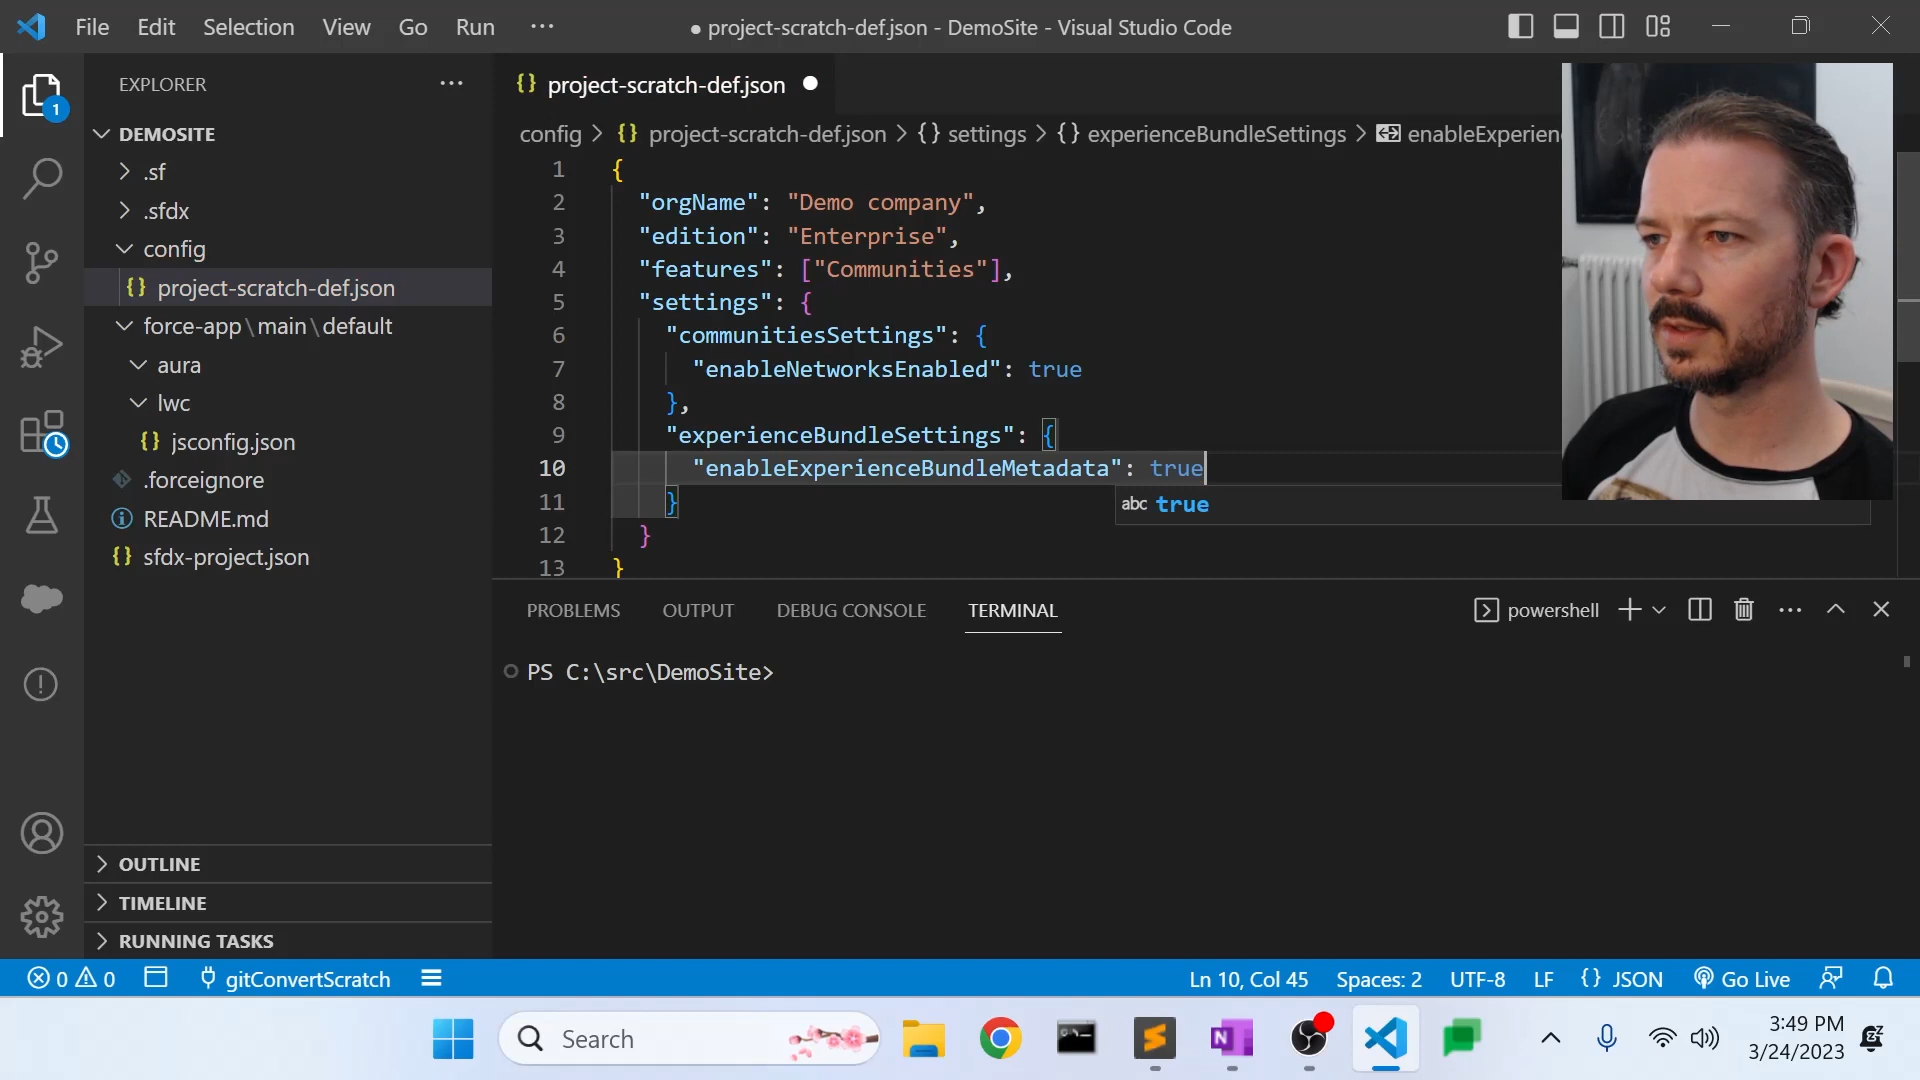 File Edit Selection View Go Run ··· ● project-scratch-def.json - DemoSite - Visual Studio Code
EXPLORER ···
1
DEMOSITE
.sf
.sfdx
config
{} project-scratch-def.json
force-app\main\default
aura
lwc
{} jsconfig.json
.forceignore
README.md
{} sfdx-project.json
OUTLINE
TIMELINE
RUNNING TASKS
{} project-scratch-def.json ●
config > {} project-scratch-def.json > {} settings > {} experienceBundleSettings > enableExperien
1 {
2 "orgName": "Demo company",
3 "edition": "Enterprise",
4 "features": ["Communities"],
5 "settings": {
6 "communitiesSettings": {
7 "enableNetworksEnabled": true
8 },
9 "experienceBundleSettings": {
10 "enableExperienceBundleMetadata": true
11 }
abc true
12 }
13 }
PROBLEMS OUTPUT DEBUG CONSOLE TERMINAL powershell ···
PS C:\src\DemoSite>
0 0 gitConvertScratch Ln 10, Col 45 Spaces: 2 UTF-8 LF {} JSON Go Live
Search
N
3:49 PM
3/24/2023